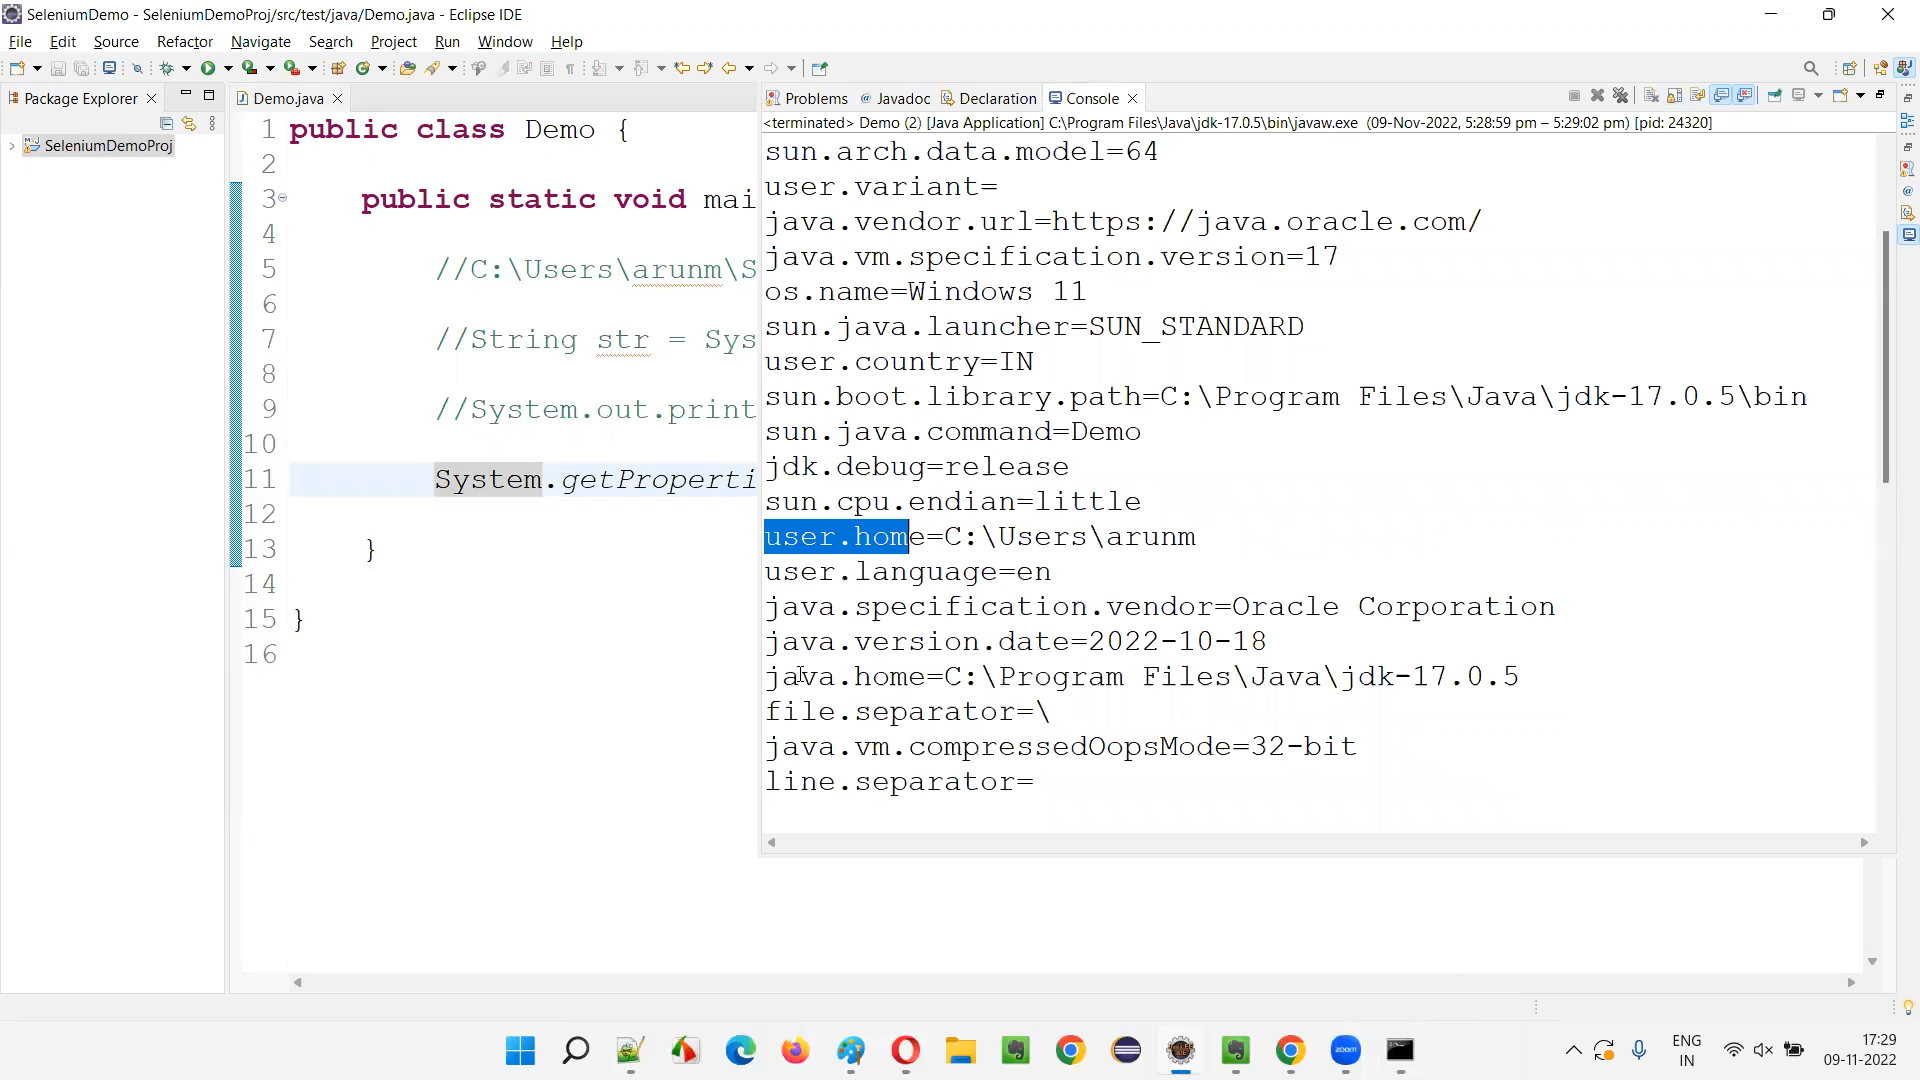 SeleniumDemo - SeleniumDemoProj/src/test/java/Demo.java - Eclipse IDE
File Edit Source Refactor Navigate Search Project Run Window Help
Package Explorer
SeleniumDemoProj
Demo.java
1 public class Demo {
2
3 public static void mai
4
5 //C:\Users\arunm\S
6
7 //String str = Sys
8
9 //System.out.print
10
11 System.getProperti
12
13 }
14
15 }
16
Problems Javadoc Declaration Console
<terminated> Demo (2) [Java Application] C:\Program Files\Java\jdk-17.0.5\bin\javaw.exe (09-Nov-2022, 5:28:59 pm – 5:29:02 pm) [pid: 24320]
sun.arch.data.model=64
user.variant=
java.vendor.url=https://java.oracle.com/
java.vm.specification.version=17
os.name=Windows 11
sun.java.launcher=SUN_STANDARD
user.country=IN
sun.boot.library.path=C:\Program Files\Java\jdk-17.0.5\bin
sun.java.command=Demo
jdk.debug=release
sun.cpu.endian=little
user.home=C:\Users\arunm
user.language=en
java.specification.vendor=Oracle Corporation
java.version.date=2022-10-18
java.home=C:\Program Files\Java\jdk-17.0.5
file.separator=\
java.vm.compressedOopsMode=32-bit
line.separator=
zoom
ENG
IN
17:29
09-11-2022